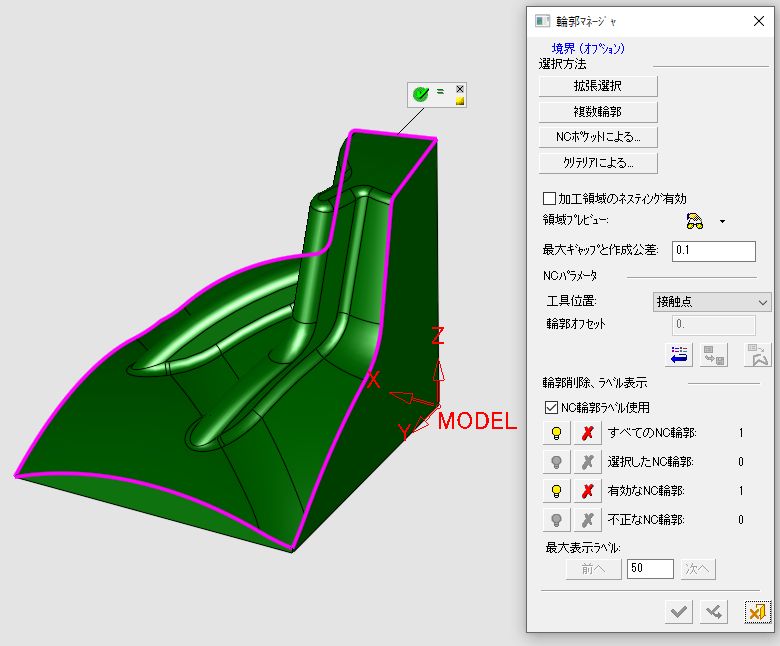 輪郭ﾏﾈｰｼﾞｬ
境界 (ｵﾌﾟｼｮﾝ)
選択方法
拡張選択
複数輪郭
NCﾎﾟｹｯﾄによる...
ｸﾘﾃﾘｱによる...
加工領域のネスティング有効
領域ﾌﾟﾚﾋﾞｭｰ:
最大ｷﾞｬｯﾌﾟと作成公差: 0.1
NCﾊﾟﾗﾒｰﾀ
工具位置: 接触点
輪郭ｵﾌｾｯﾄ 0.
輪郭削除、ﾗﾍﾞﾙ表示
NC輪郭ﾗﾍﾞﾙ使用
すべてのNC輪郭: 1
選択したNC輪郭: 0
有効なNC輪郭: 1
不正なNC輪郭: 0
最大表示ﾗﾍﾞﾙ:
前へ 50 次へ
Z
X
Y
MODEL